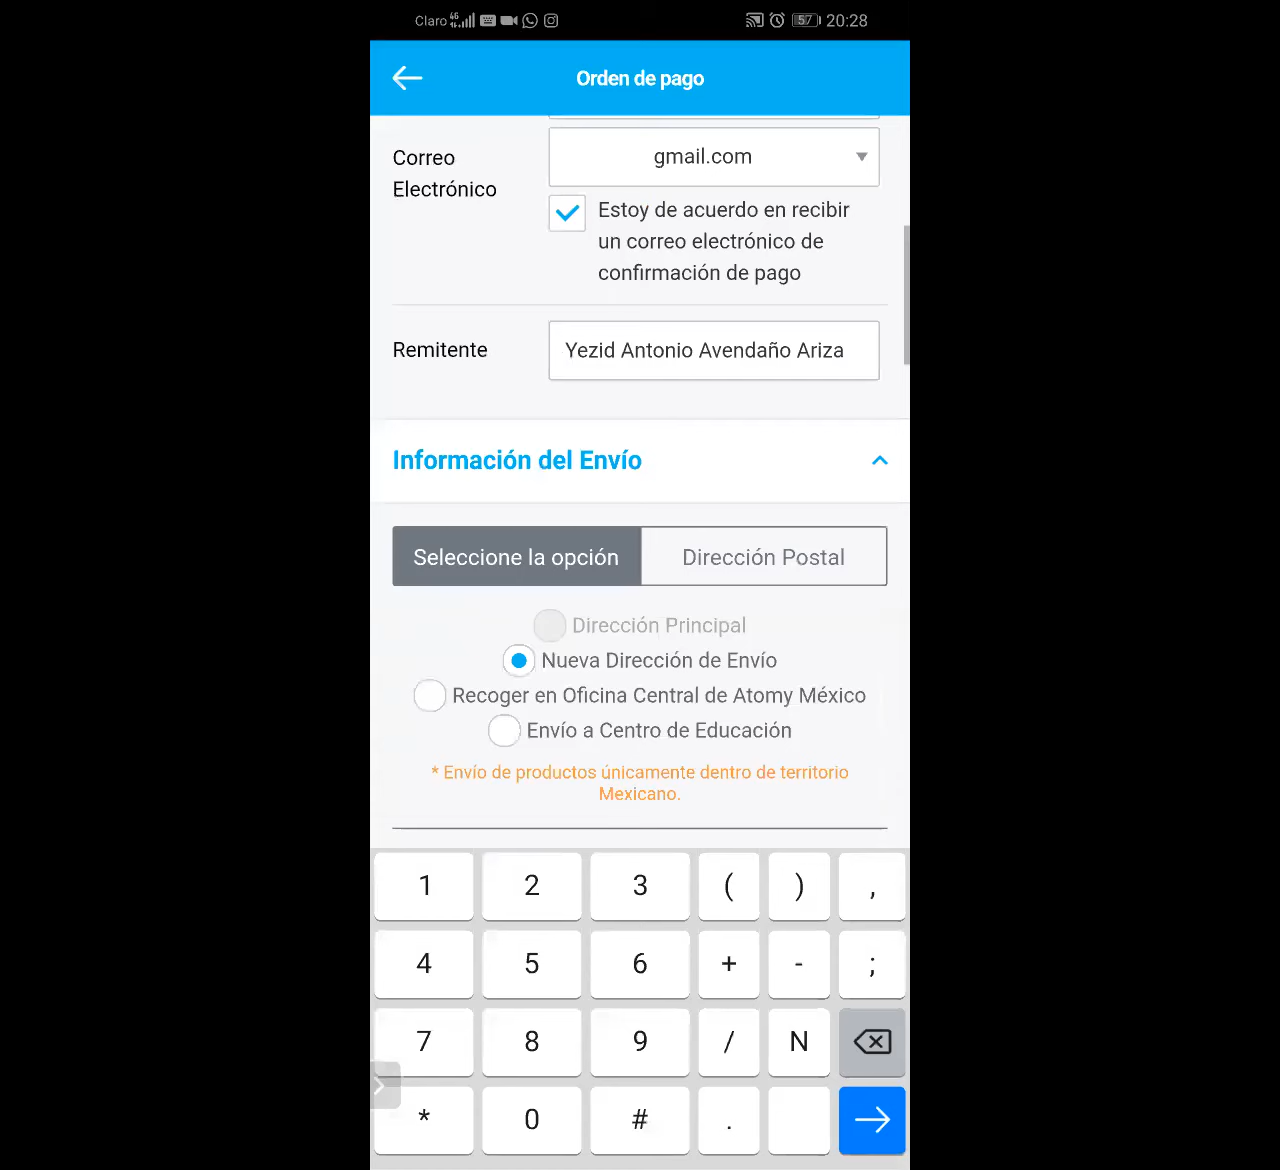 Claro 4G 57 20:28
Orden de pago
Correo
Electrónico
gmail.com
Estoy de acuerdo en recibir
un correo electrónico de
confirmación de pago
Remitente
Yezid Antonio Avendaño Ariza
Información del Envío
Seleccione la opción
Dirección Postal
Dirección Principal
Nueva Dirección de Envío
Recoger en Oficina Central de Atomy México
Envío a Centro de Educación
* Envío de productos únicamente dentro de territorio
Mexicano.
1 2 3 ( ) ,
4 5 6 + - ;
7 8 9 / N
* 0 # .